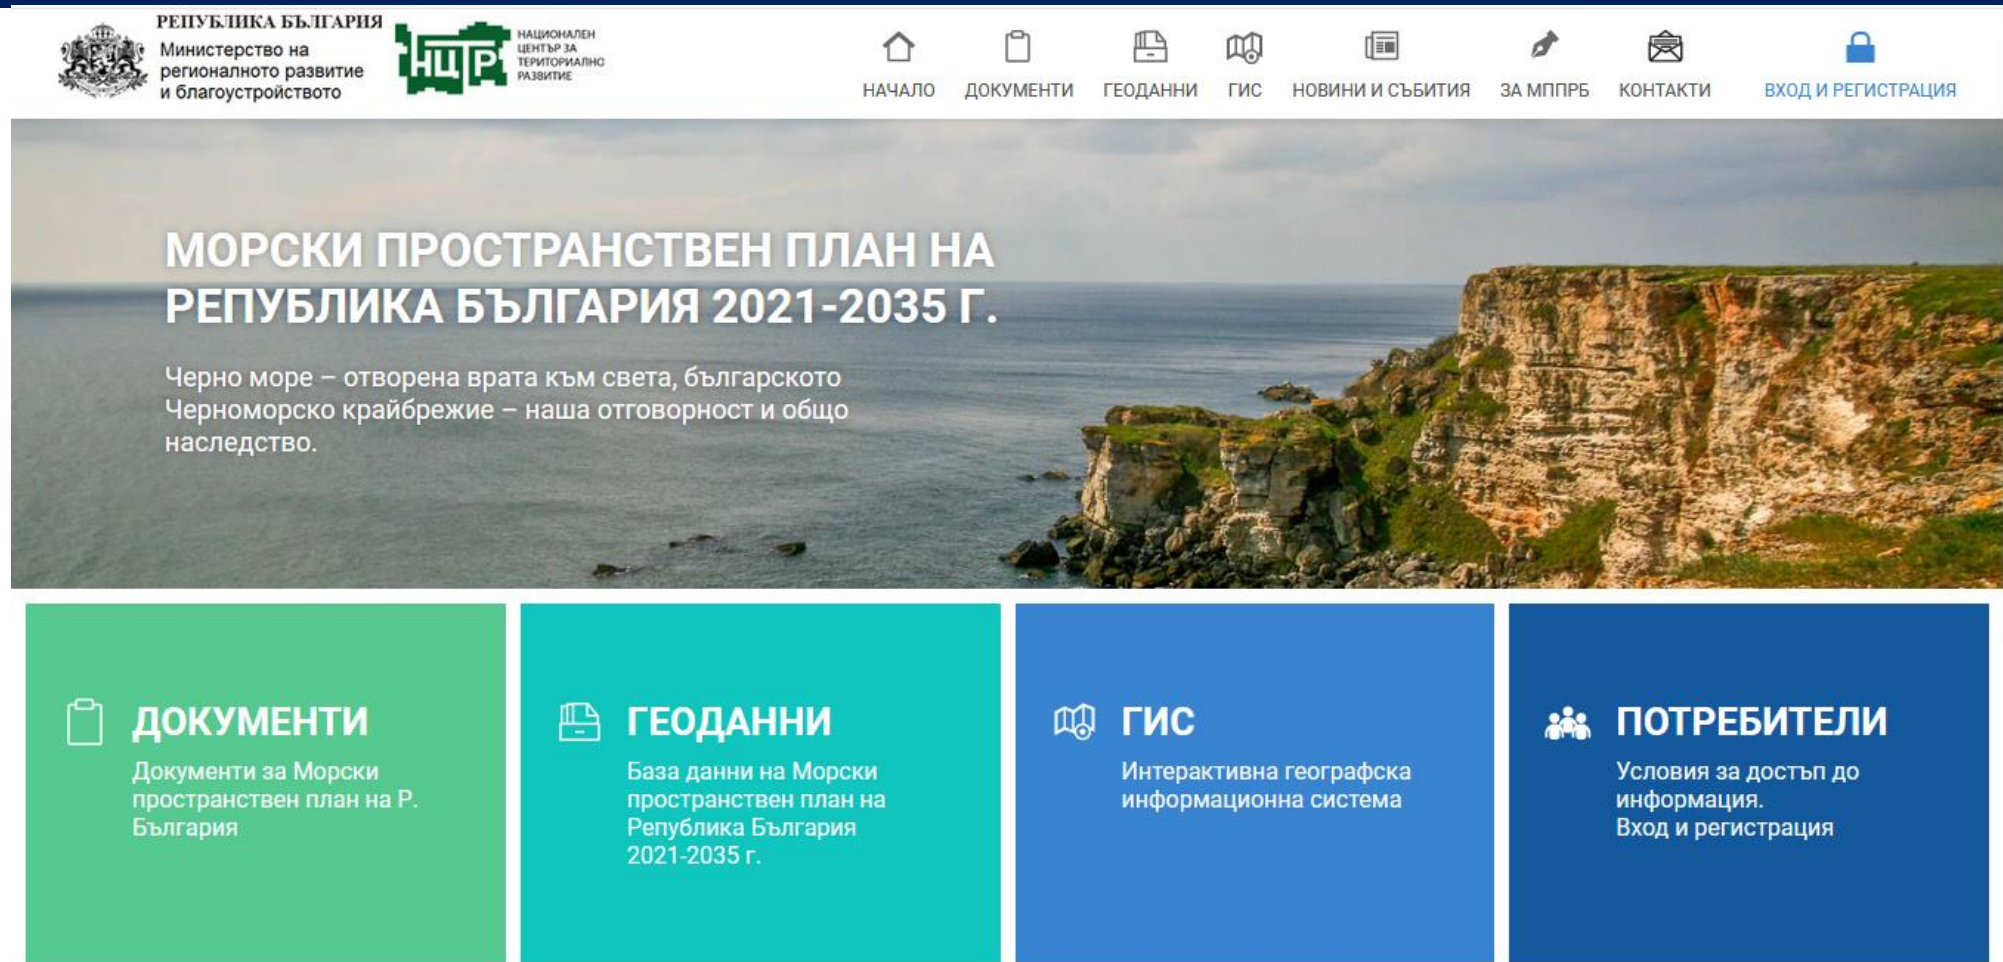 РЕПУБЛИКА БЪЛГАРИЯ
Министерство на
регионалното развитие
и благоустройството
НЦТР
НАЦИОНАЛЕН
ЦЕНТЪР ЗА
ТЕРИТОРИАЛНО
РАЗВИТИЕ
НАЧАЛО
ДОКУМЕНТИ
ГЕОДАННИ
ГИС
НОВИНИ И СЪБИТИЯ
ЗА МППРБ
КОНТАКТИ
ВХОД И РЕГИСТРАЦИЯ
МОРСКИ ПРОСТРАНСТВЕН ПЛАН НА
РЕПУБЛИКА БЪЛГАРИЯ 2021-2035 Г.
Черно море – отворена врата към света, българското
Черноморско крайбрежие – наша отговорност и общо
наследство.
ДОКУМЕНТИ
Документи за Морски
пространствен план на Р.
България
ГЕОДАННИ
База данни на Морски
пространствен план на
Република България
2021-2035 г.
ГИС
Интерактивна географска
информационна система
ПОТРЕБИТЕЛИ
Условия за достъп до
информация.
Вход и регистрация